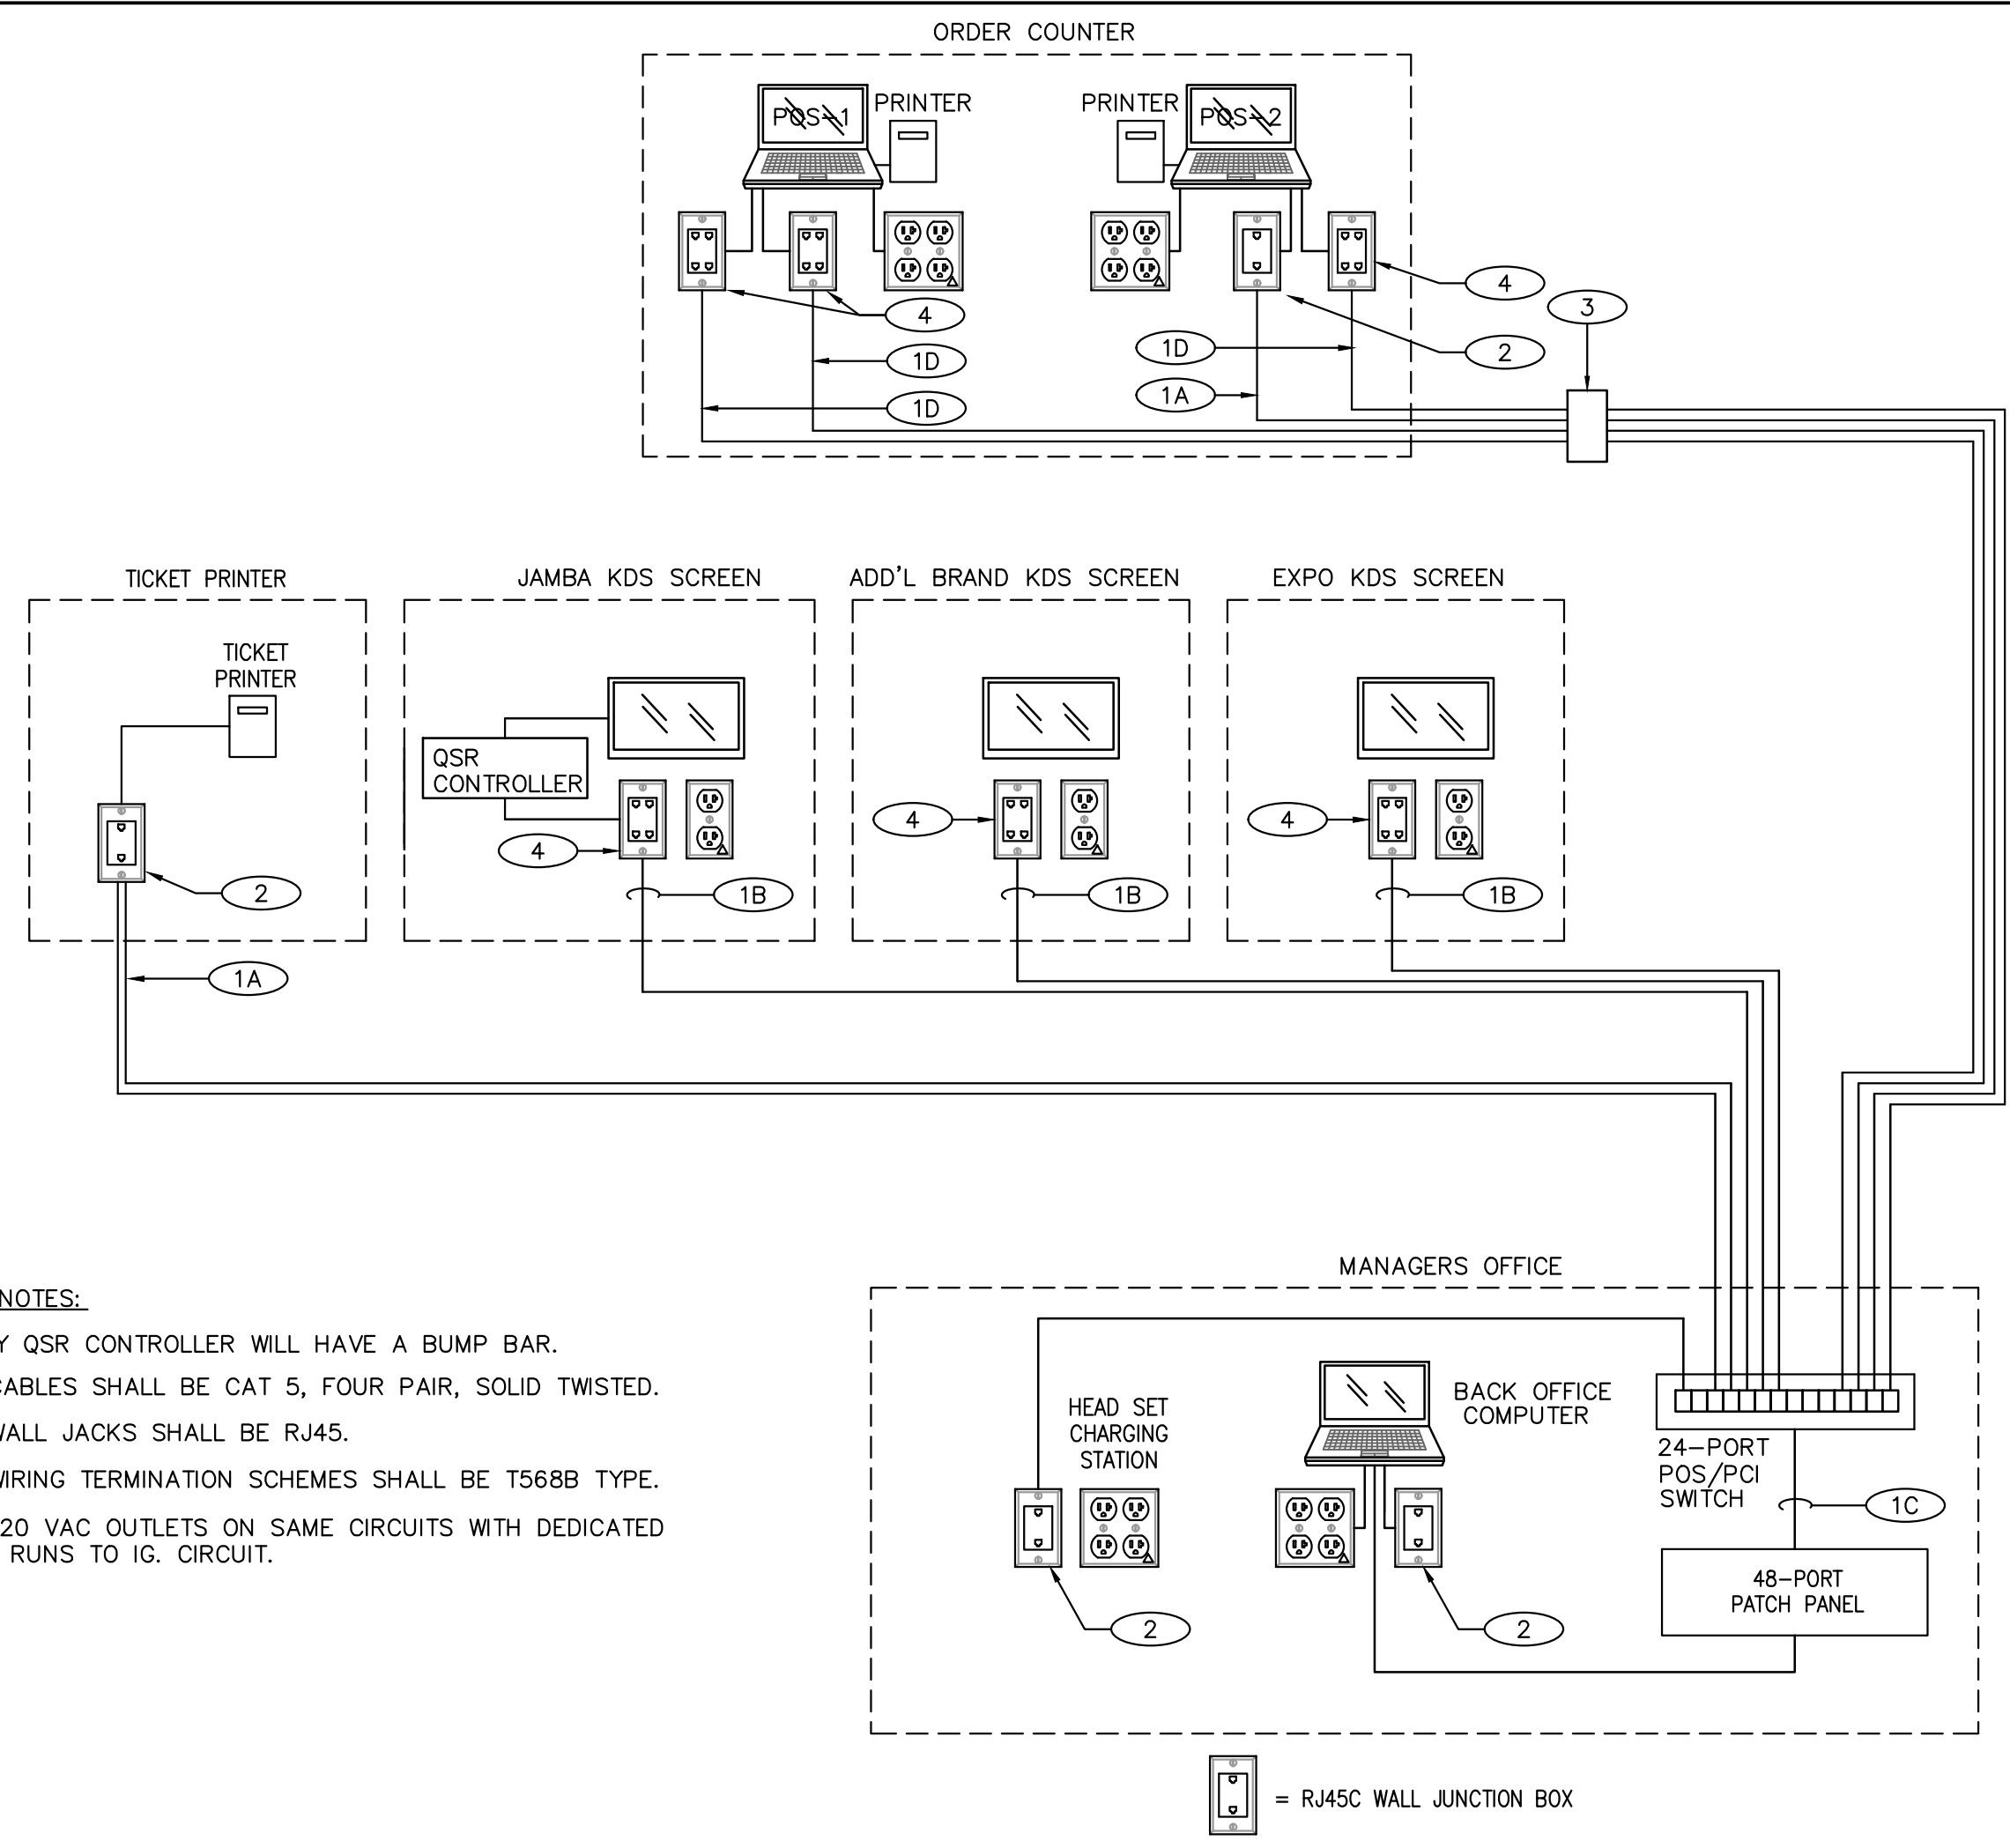 ORDER COUNTER
POS-1
PRINTER
PRINTER
POS-2
4
1D
1D
4
2
1D
1A
3
TICKET PRINTER
TICKET
PRINTER
2
1A
JAMBA KDS SCREEN
QSR
CONTROLLER
4
1B
ADD'L BRAND KDS SCREEN
4
1B
EXPO KDS SCREEN
4
1B
NOTES:
Y QSR CONTROLLER WILL HAVE A BUMP BAR.
CABLES SHALL BE CAT 5, FOUR PAIR, SOLID TWISTED.
WALL JACKS SHALL BE RJ45.
WIRING TERMINATION SCHEMES SHALL BE T568B TYPE.
20 VAC OUTLETS ON SAME CIRCUITS WITH DEDICATED
RUNS TO IG. CIRCUIT.
MANAGERS OFFICE
HEAD SET
CHARGING
STATION
2
BACK OFFICE
COMPUTER
2
24-PORT
POS/PCI
SWITCH
1C
48-PORT
PATCH PANEL
= RJ45C WALL JUNCTION BOX